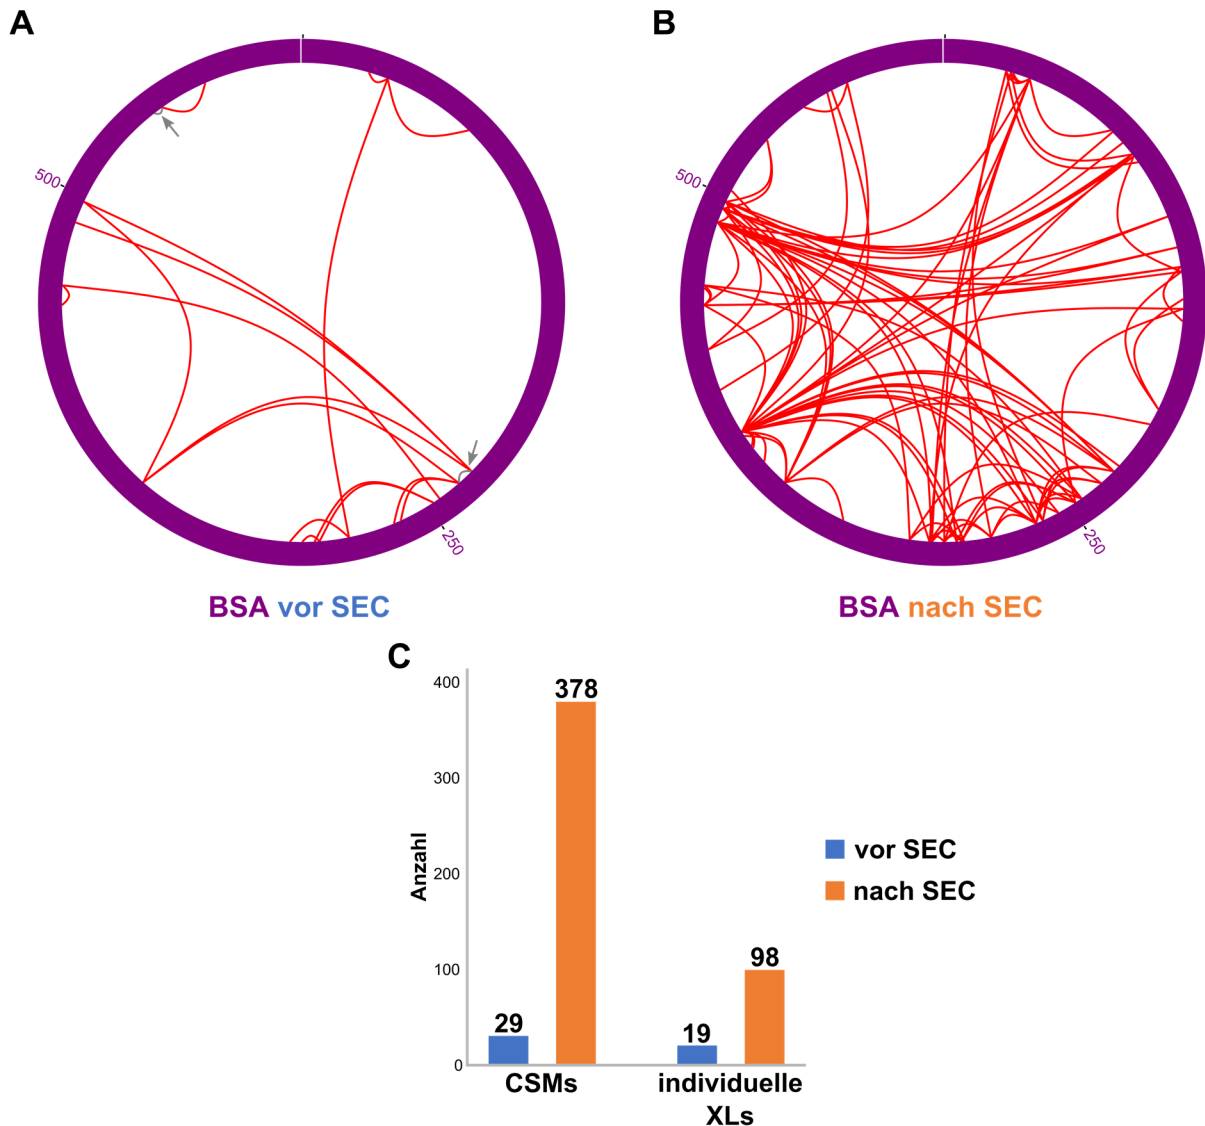 A
B
500
500
250
250
BSA vor SEC
BSA nach SEC
C
400
378
300
200
100
98
29
19
0
Anzahl
vor SEC
nach SEC
CSMs
individuelle
XLs